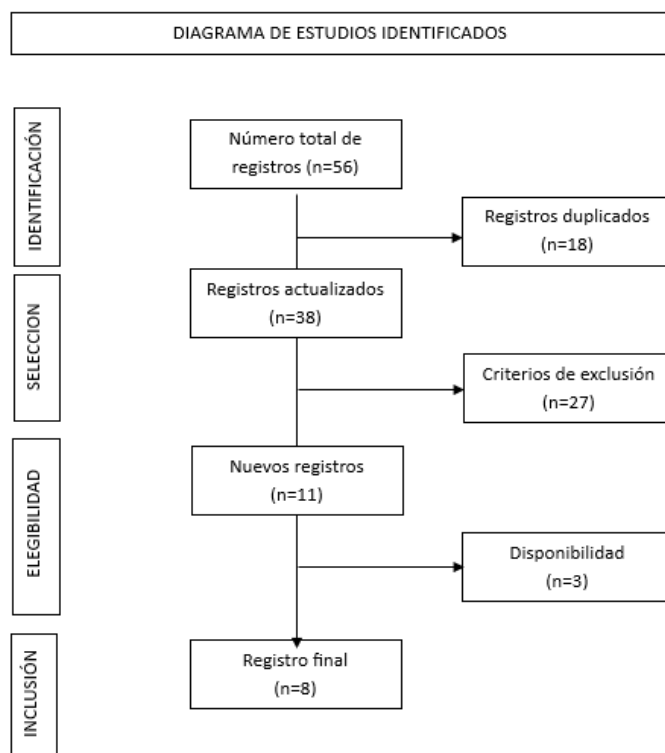 DIAGRAMA DE ESTUDIOS IDENTIFICADOS
IDENTIFICACIÓN
Número total de
registros (n=56)
Registros duplicados
(n=18)
SELECCION
Registros actualizados
(n=38)
Criterios de exclusión
(n=27)
ELEGIBILIDAD
Nuevos registros
(n=11)
Disponibilidad
(n=3)
INCLUSIÓN
Registro final
(n=8)